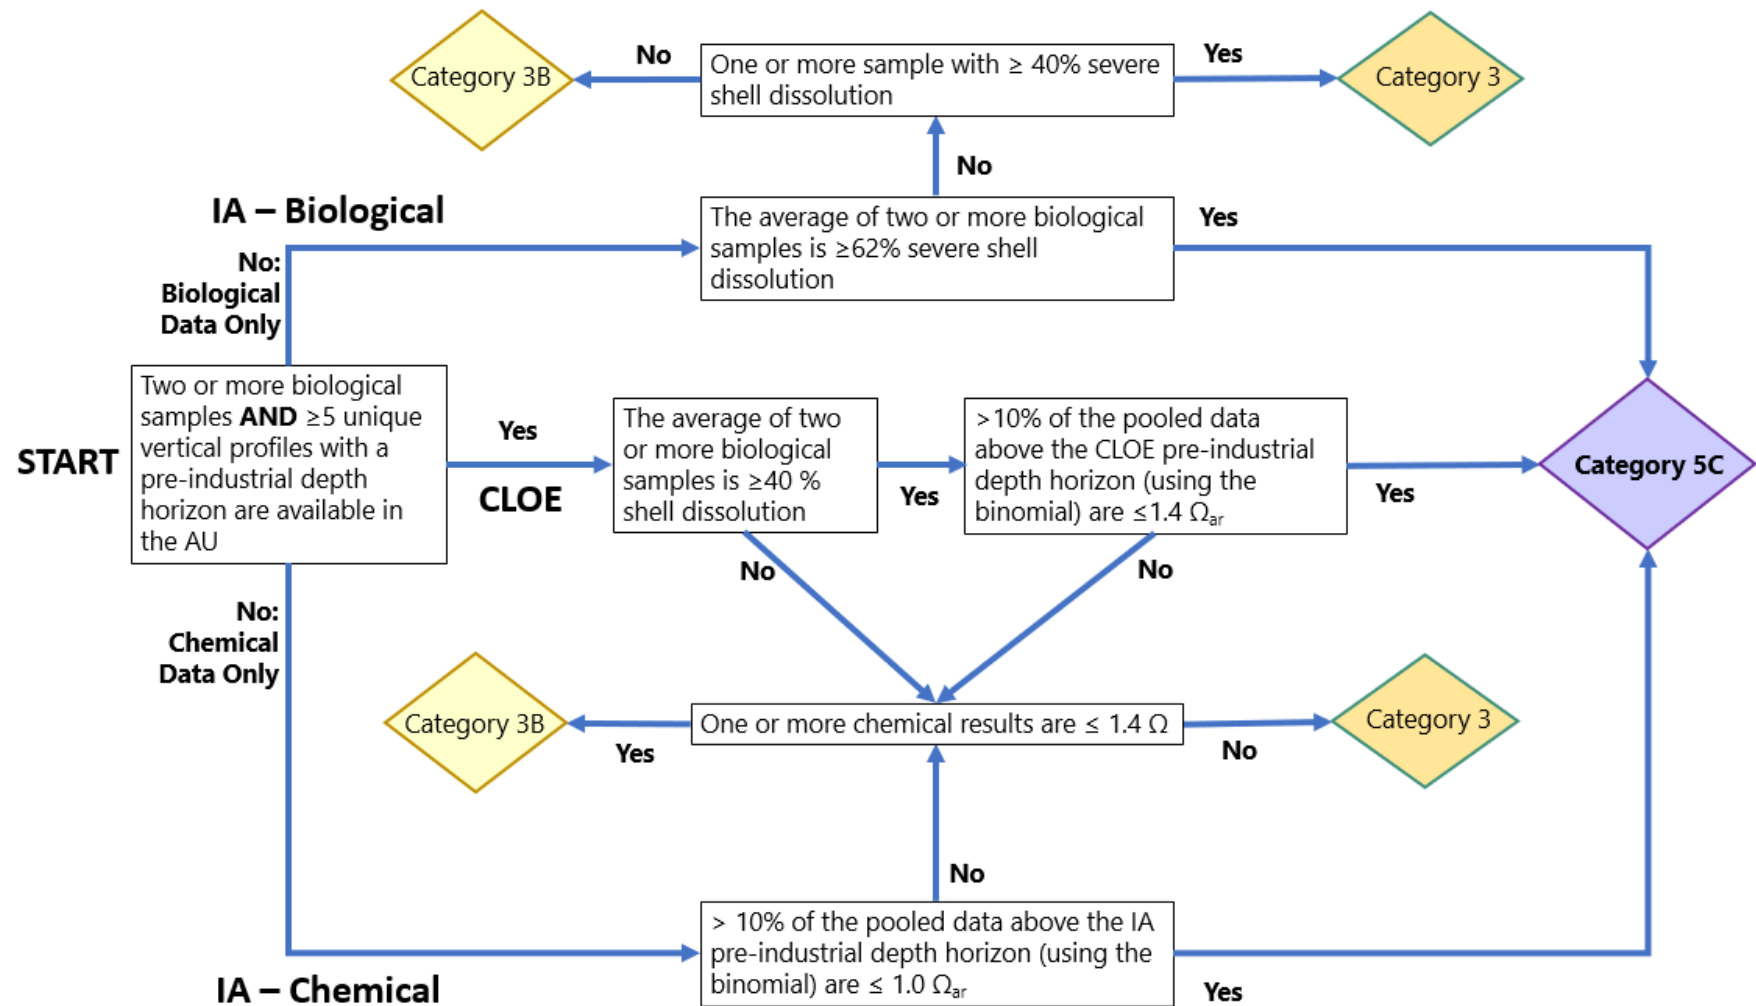 Category 3B
No
One or more sample with ≥ 40% severe
shell dissolution
Yes
Category 3
No
IA – Biological
The average of two or more biological
samples is ≥62% severe shell
dissolution
Yes
No:
Biological
Data Only
START
Two or more biological
samples AND ≥5 unique
vertical profiles with a
pre-industrial depth
horizon are available in
the AU
Yes
CLOE
The average of two
or more biological
samples is ≥40 %
shell dissolution
Yes
>10% of the pooled data
above the CLOE pre-industrial
depth horizon (using the
binomial) are ≤1.4 Ωar
Yes
Category 5C
No
No
No:
Chemical
Data Only
Category 3B
Yes
One or more chemical results are ≤ 1.4 Ω
No
Category 3
No
> 10% of the pooled data above the IA
pre-industrial depth horizon (using the
binomial) are ≤ 1.0 Ωar
Yes
IA – Chemical